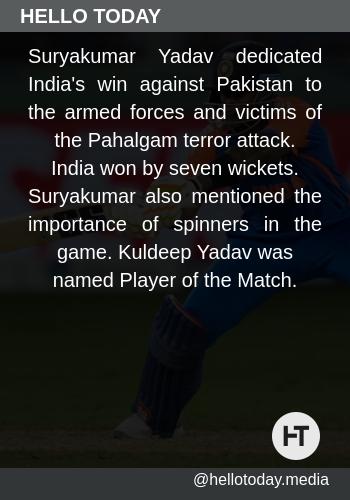 HELLO TODAY
Suryakumar Yadav dedicated
India's win against Pakistan to
the armed forces and victims of
the Pahalgam terror attack.
India won by seven wickets.
Suryakumar also mentioned the
importance of spinners in the
game. Kuldeep Yadav was
named Player of the Match.
HT
@hellotoday.media